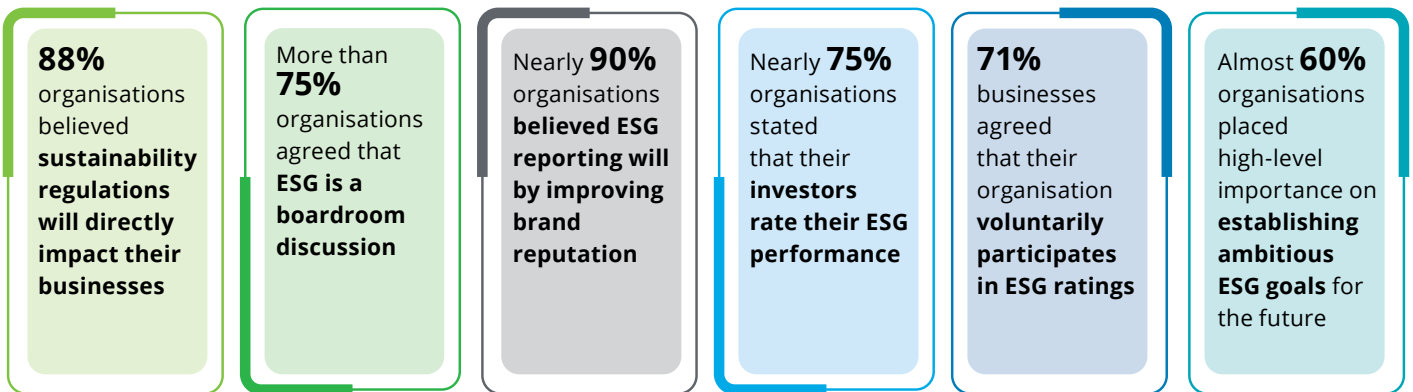 88%
organisations
believed
sustainability
regulations
will directly
impact their
businesses
More than
75%
organisations
agreed that
ESG is a
boardroom
discussion
Nearly 90%
organisations
believed ESG
reporting will
by improving
brand
reputation
Nearly 75%
organisations
stated
that their
investors
rate their ESG
performance
71%
businesses
agreed
that their
organisation
voluntarily
participates
in ESG ratings
Almost 60%
organisations
placed
high-level
importance on
establishing
ambitious
ESG goals for
the future